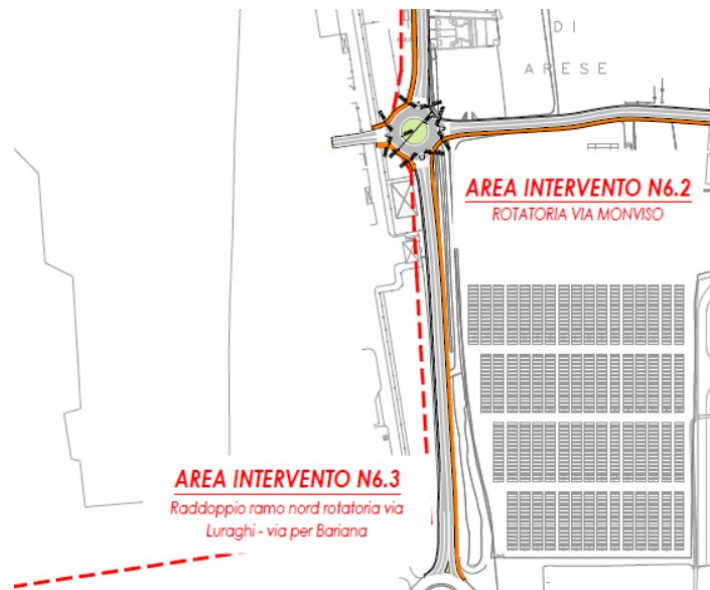 DI
ARESE
AREA INTERVENTO N6.2
ROTATORIA VIA MONVISO
AREA INTERVENTO N6.3
Raddoppio ramo nord rotatoria via
Luraghi - via per Bariana